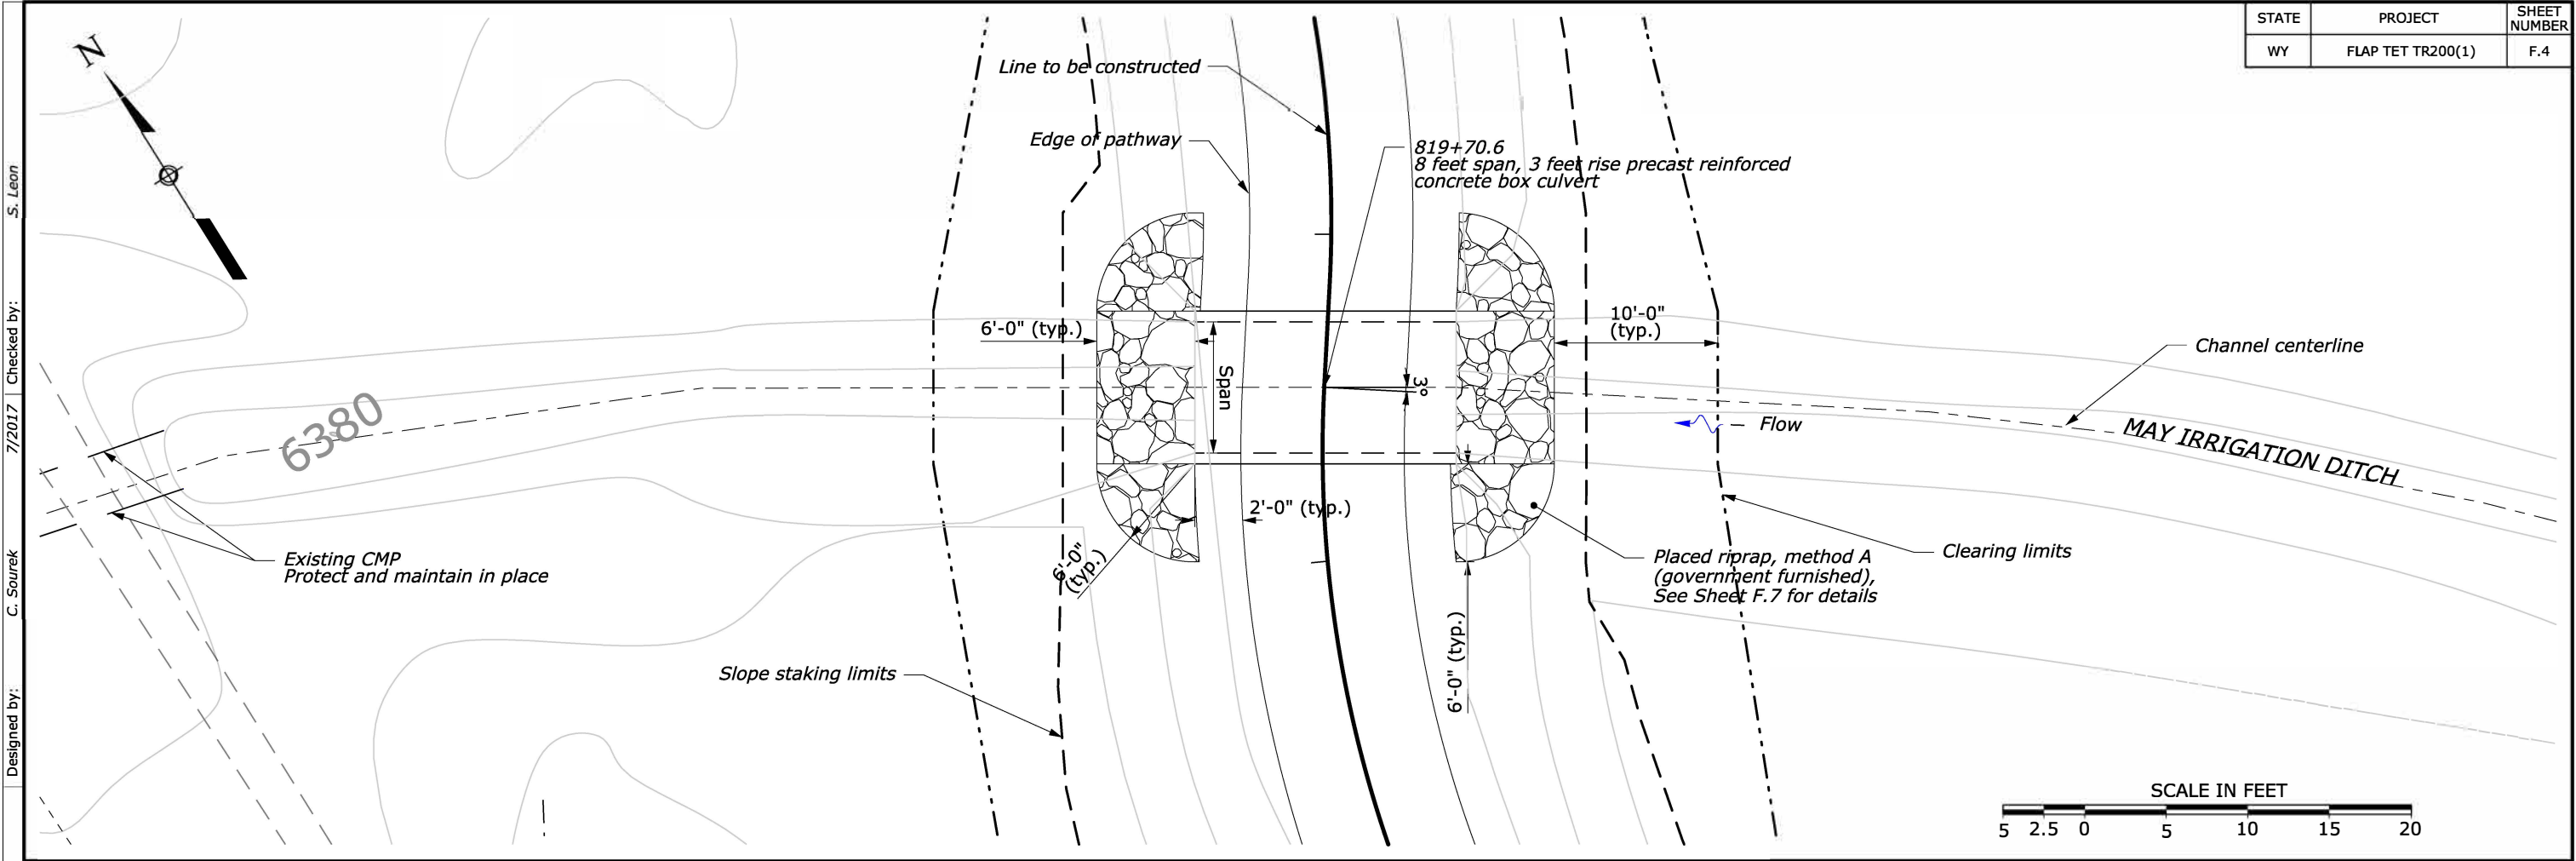 STATE PROJECT SHEET NUMBER
WY FLAP TET TR200(1) F.4
N
Line to be constructed
Edge of pathway
819+70.6
8 feet span, 3 feet rise precast reinforced
concrete box culvert
6'-0" (typ.)
10'-0"
(typ.)
Span
3°
Channel centerline
Flow
MAY IRRIGATION DITCH
6380
2'-0" (typ.)
6'-0"
(typ.)
6'-0" (typ.)
Existing CMP
Protect and maintain in place
Placed riprap, method A
(government furnished),
See Sheet F.7 for details
Clearing limits
Slope staking limits
SCALE IN FEET
5 2.5 0 5 10 15 20
Designed by: C. Sourek 7/2017 Checked by: S. Leon